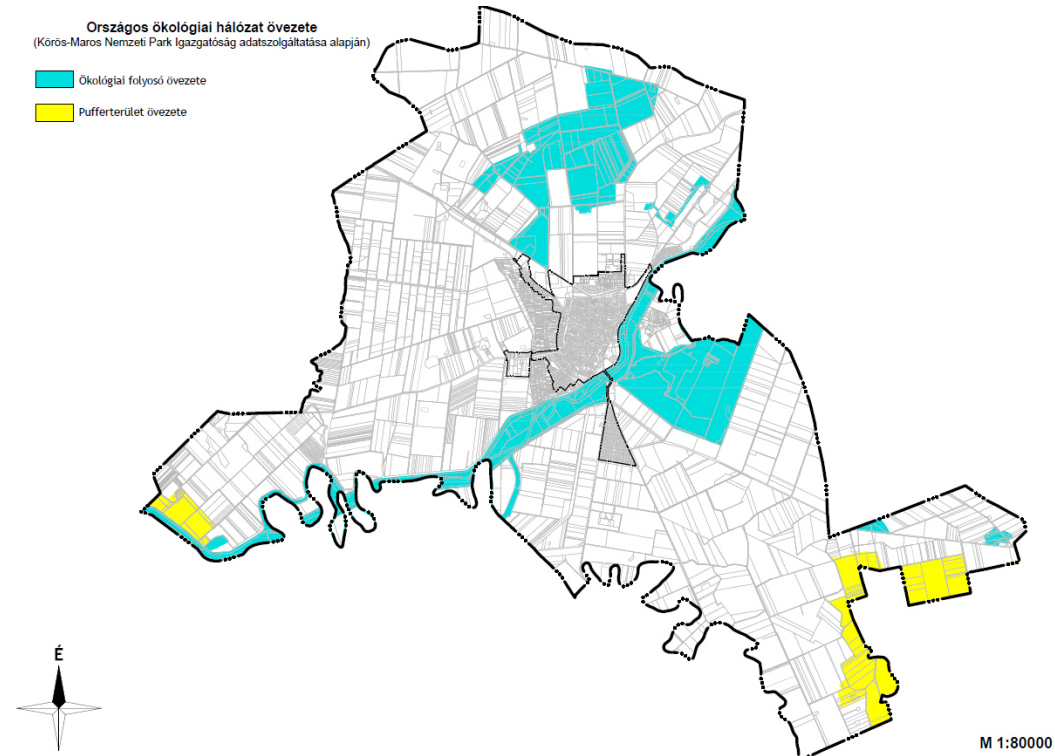 Országos ökológiai hálózat övezete
(Körös-Maros Nemzeti Park Igazgatóság adatszolgáltatása alapján)
Ökológiai folyosó övezete
Pufferterület övezete
É
M 1:80000